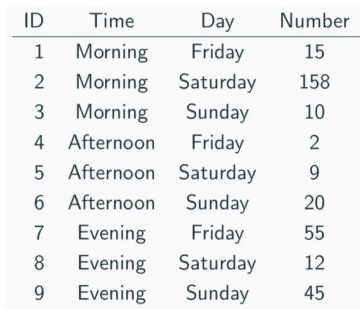 ID Time Day Number
1 Morning Friday 15
2 Morning Saturday 158
3 Morning Sunday 10
4 Afternoon Friday 2
5 Afternoon Saturday 9
6 Afternoon Sunday 20
7 Evening Friday 55
8 Evening Saturday 12
9 Evening Sunday 45